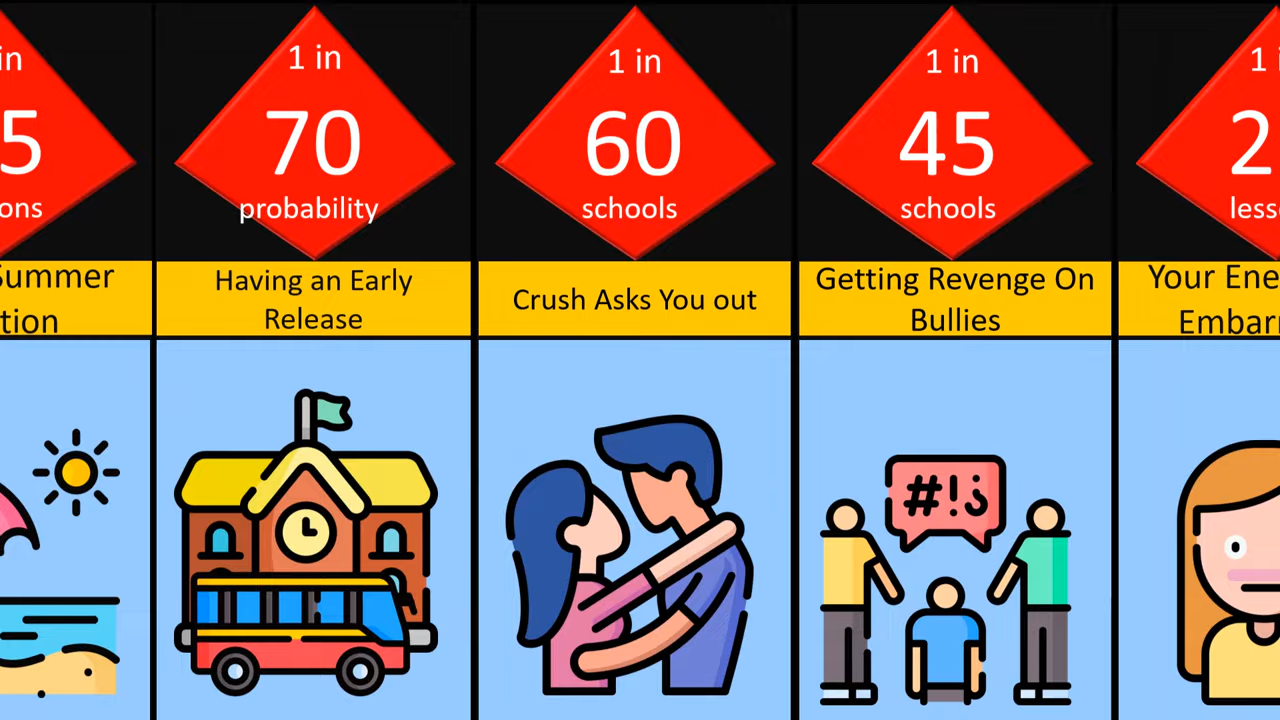 in
5
ons
Summer
tion
1 in
70
probability
Having an Early
Release
1 in
60
schools
Crush Asks You out
1 in
45
schools
Getting Revenge On
Bullies
#!¿
1
2
less
Your Ene
Embarr